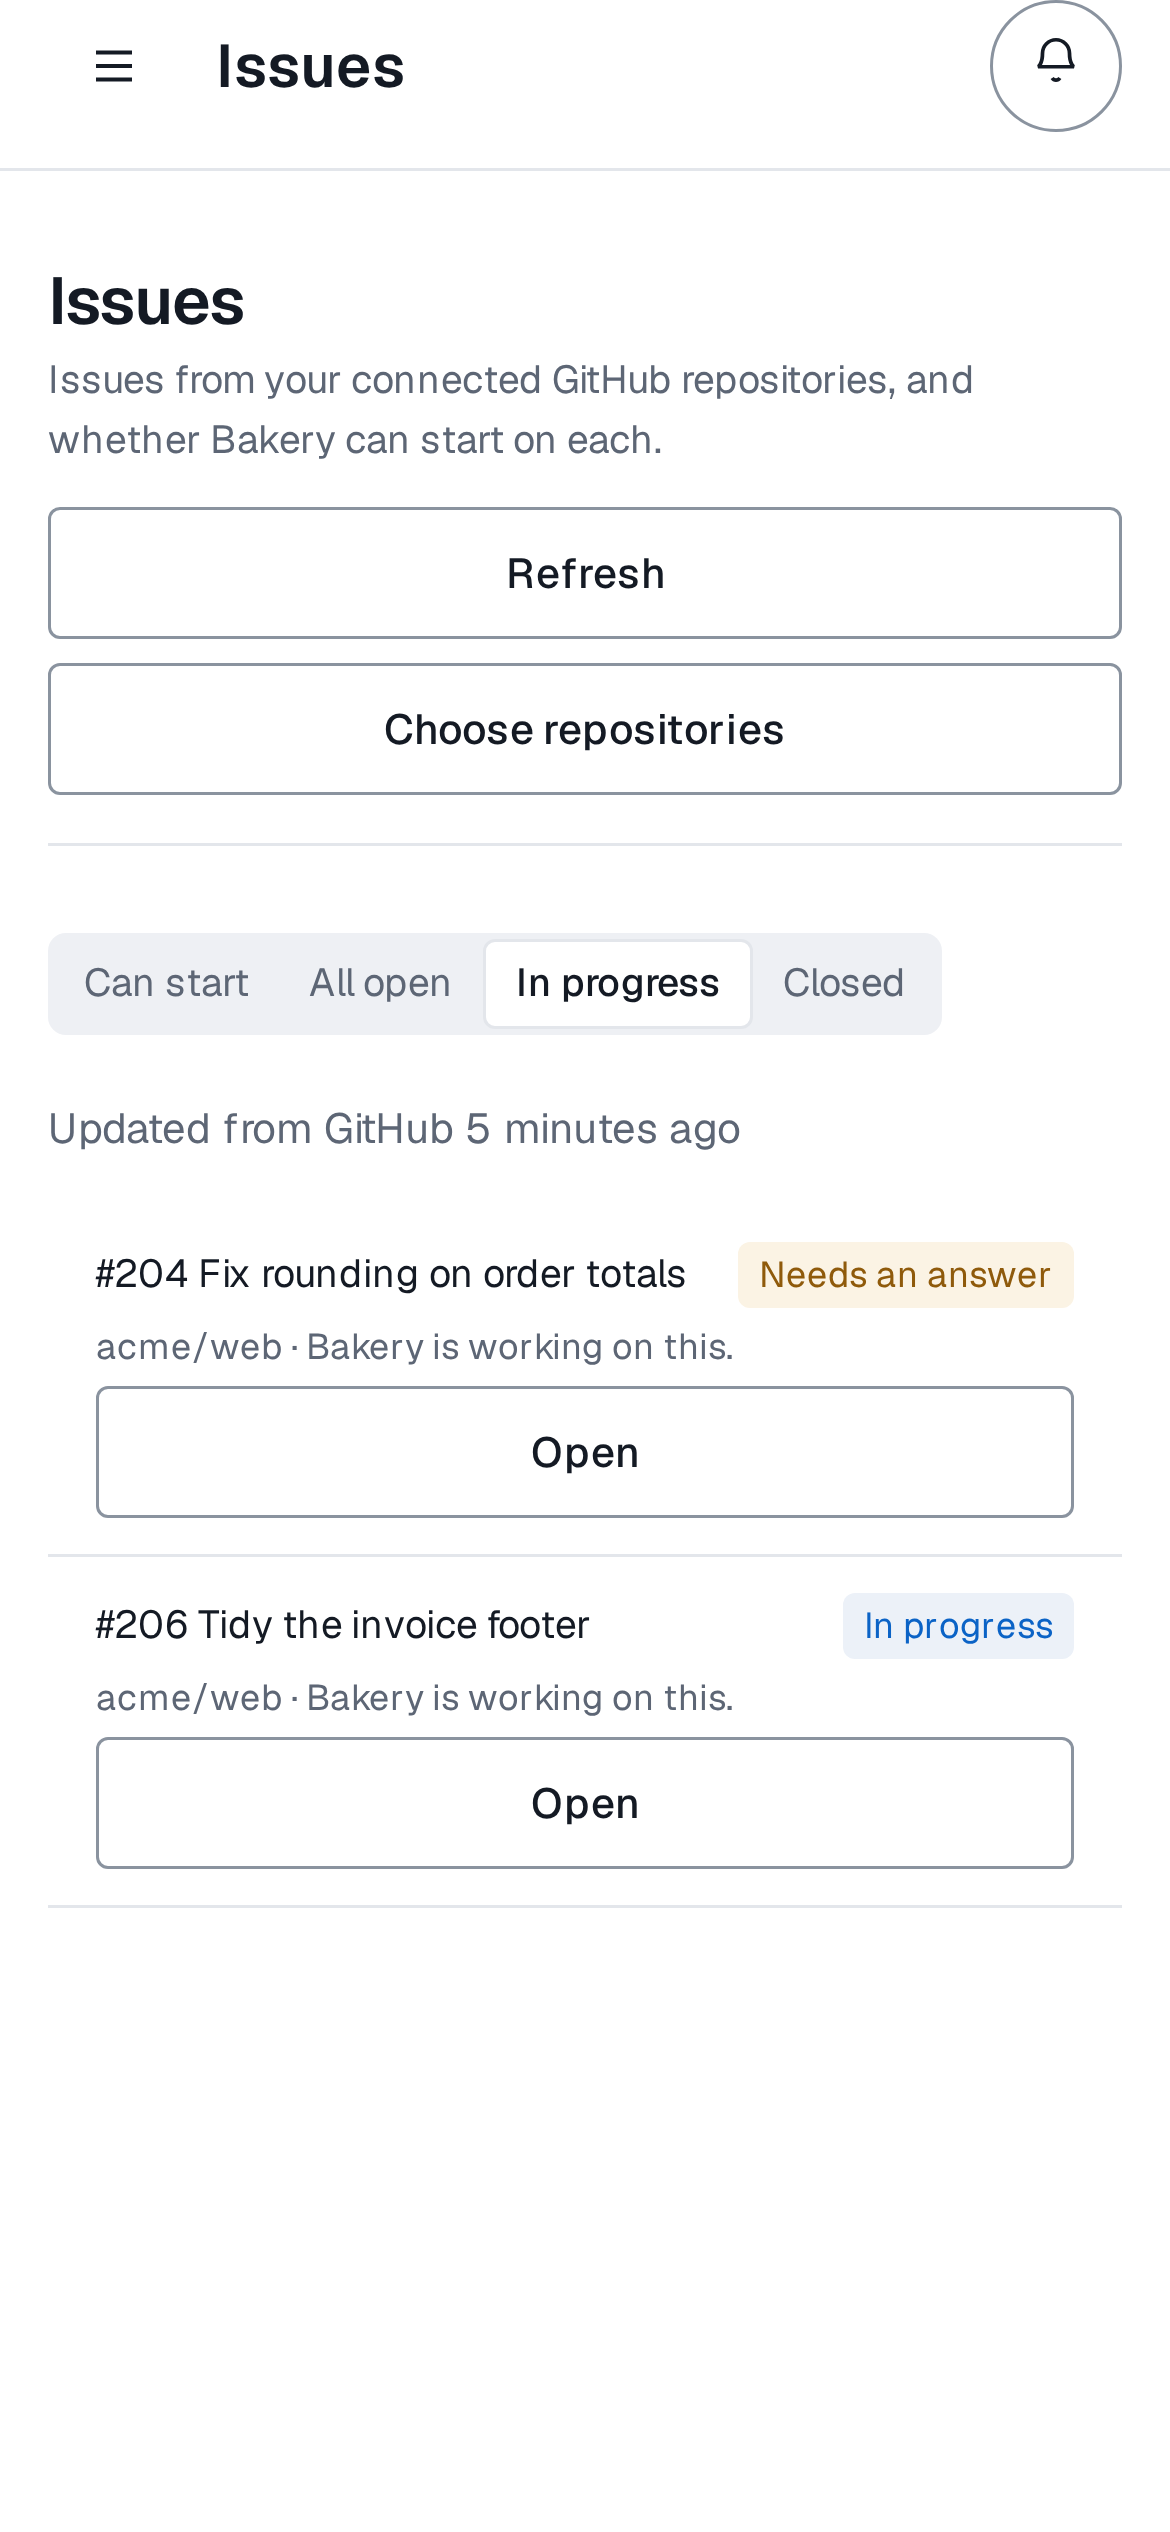 Issues
Issues
Issues from your connected GitHub repositories, and
whether Bakery can start on each.
Refresh
Choose repositories
Can start All open In progress Closed
Updated from GitHub 5 minutes ago
#204 Fix rounding on order totals Needs an answer
acme/web · Bakery is working on this.
Open
#206 Tidy the invoice footer In progress
acme/web · Bakery is working on this.
Open